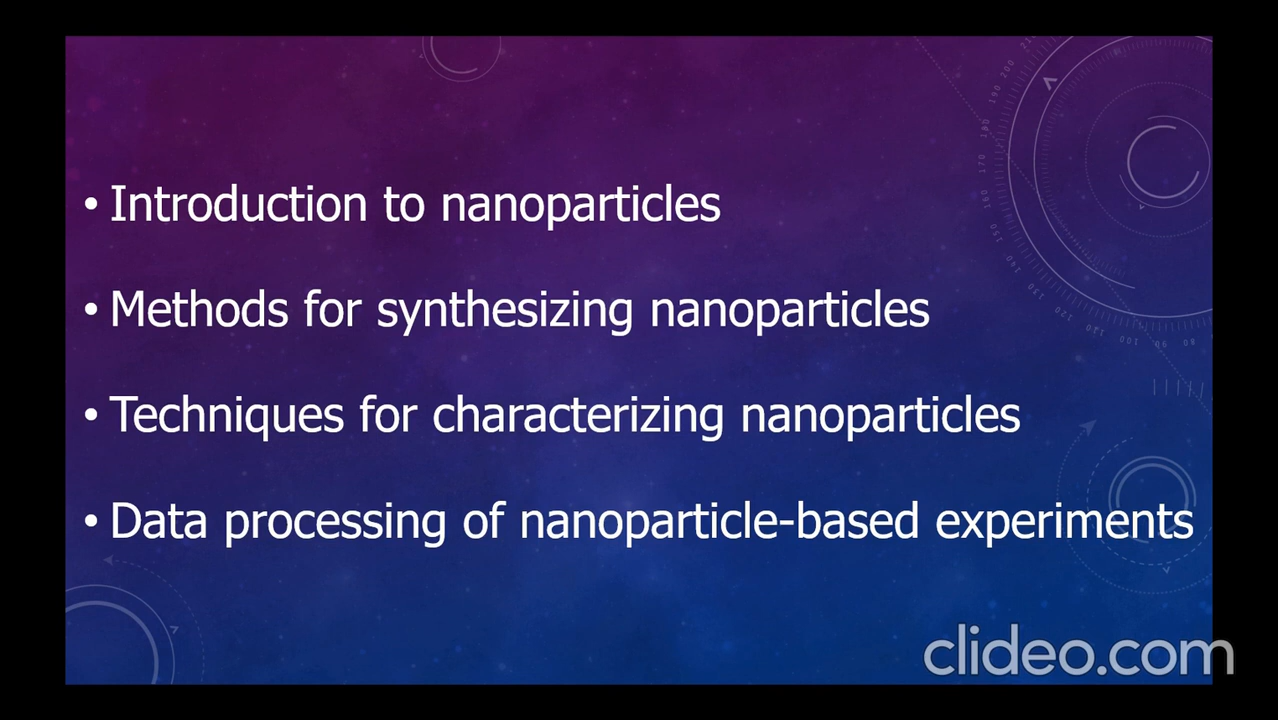 • Introduction to nanoparticles
• Methods for synthesizing nanoparticles
• Techniques for characterizing nanoparticles
• Data processing of nanoparticle-based experiments
clideo.com